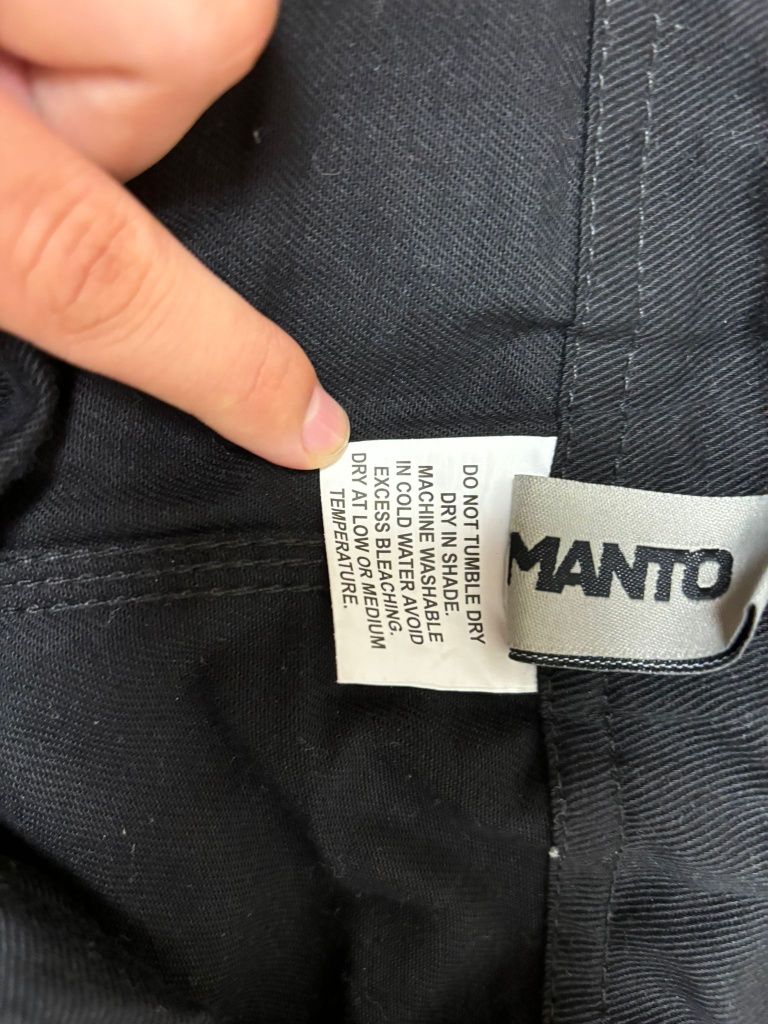 DO NOT TUMBLE DRY
DRY IN SHADE.
MACHINE WASHABLE
IN COLD WATER AVOID
EXCESS BLEACHING.
DRY AT LOW OR MEDIUM
TEMPERATURE.
MANTO